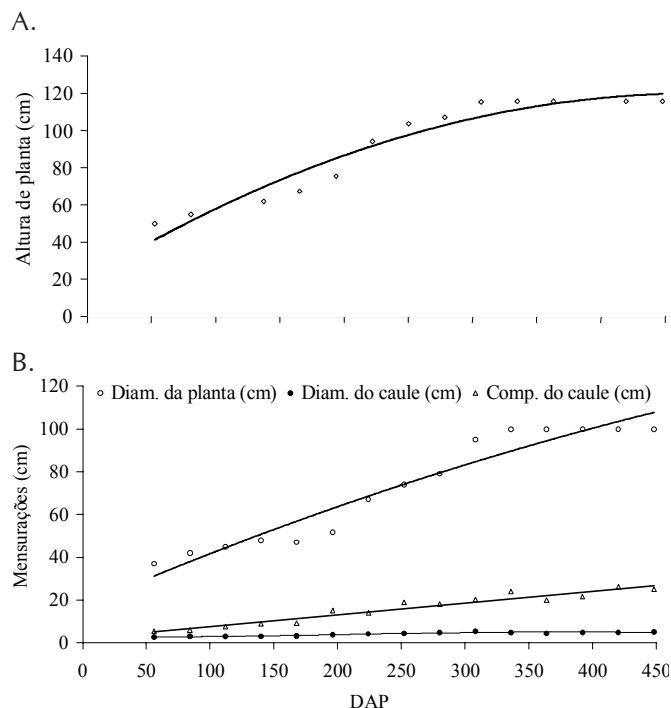 A.
140
120
100
80
60
40
20
0
Altura de planta (cm)
B.
Diam. da planta (cm) Diam. do caule (cm) Comp. do caule (cm)
120
100
80
60
40
20
0
Mensurações (cm)
0 50 100 150 200 250 300 350 400 450
DAP